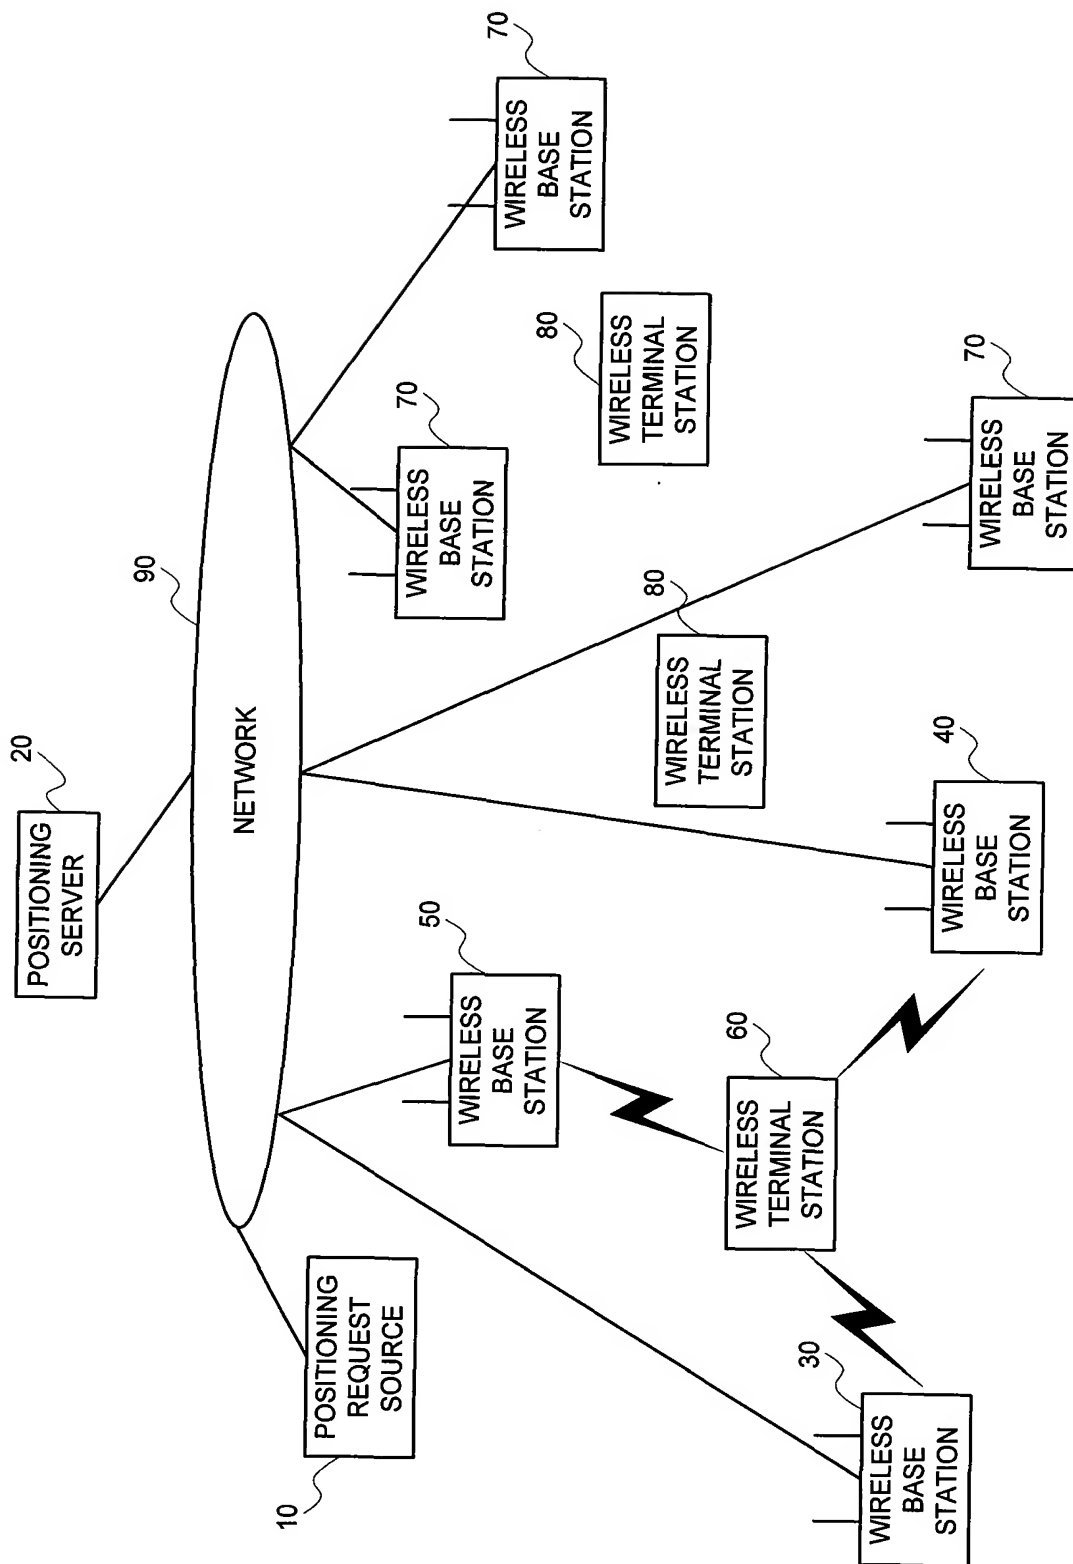 20
POSITIONING
SERVER
90
NETWORK
10
POSITIONING
REQUEST
SOURCE
50
WIRELESS
BASE
STATION
70
WIRELESS
BASE
STATION
70
WIRELESS
BASE
STATION
80
WIRELESS
TERMINAL
STATION
80
WIRELESS
TERMINAL
STATION
60
WIRELESS
TERMINAL
STATION
30
WIRELESS
BASE
STATION
40
WIRELESS
BASE
STATION
70
WIRELESS
BASE
STATION